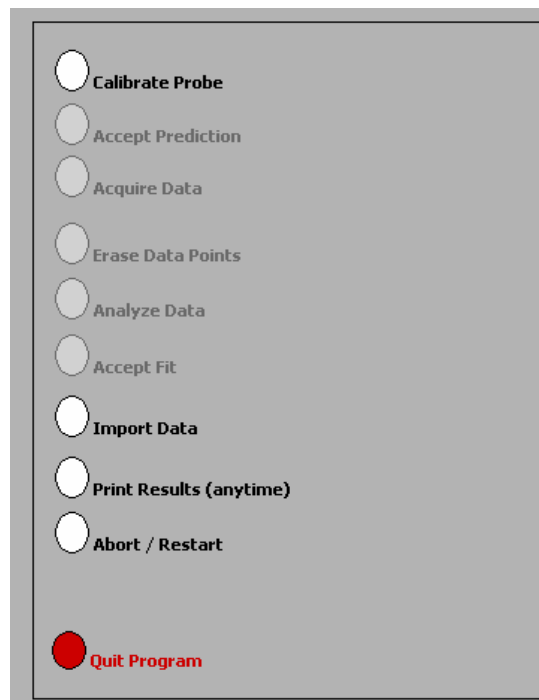 Calibrate Probe
Accept Prediction
Acquire Data
Erase Data Points
Analyze Data
Accept Fit
Import Data
Print Results (anytime)
Abort / Restart
Quit Program